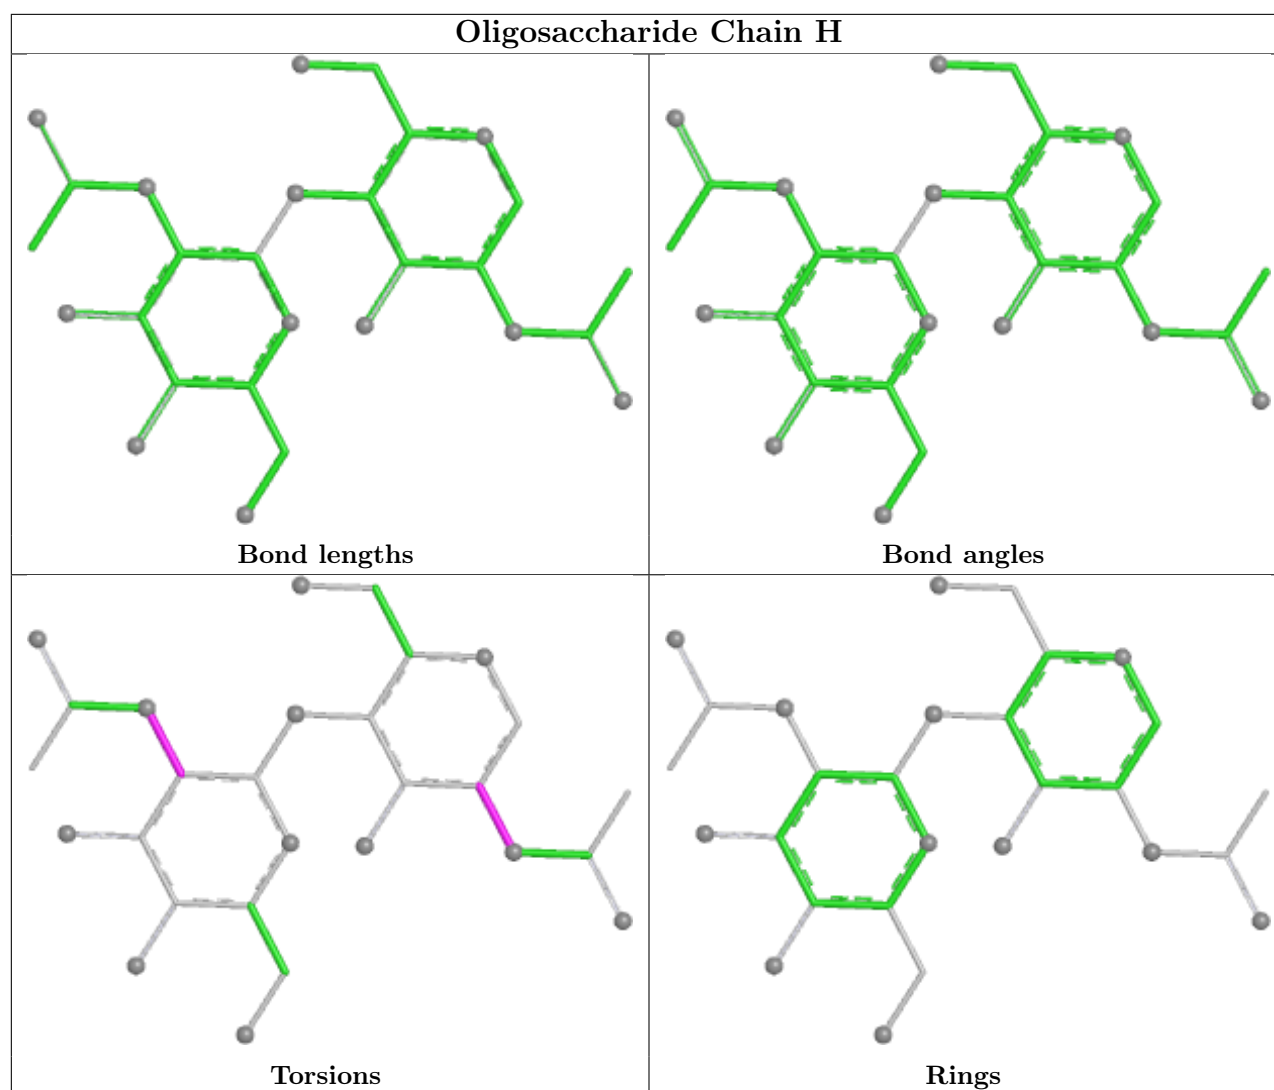 Oligosaccharide Chain H
Bond lengths
Bond angles
Torsions
Rings